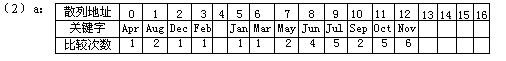 （2）a：
散列地址 0 1 2 3 4 5 6 7 8 9 10 11 12 13 14 15 16
关键字 Apr Aug Dec Feb Jan Mar May Jun Jul Sep Oct Nov
比较次数 1 2 1 1 1 1 2 4 5 2 5 6